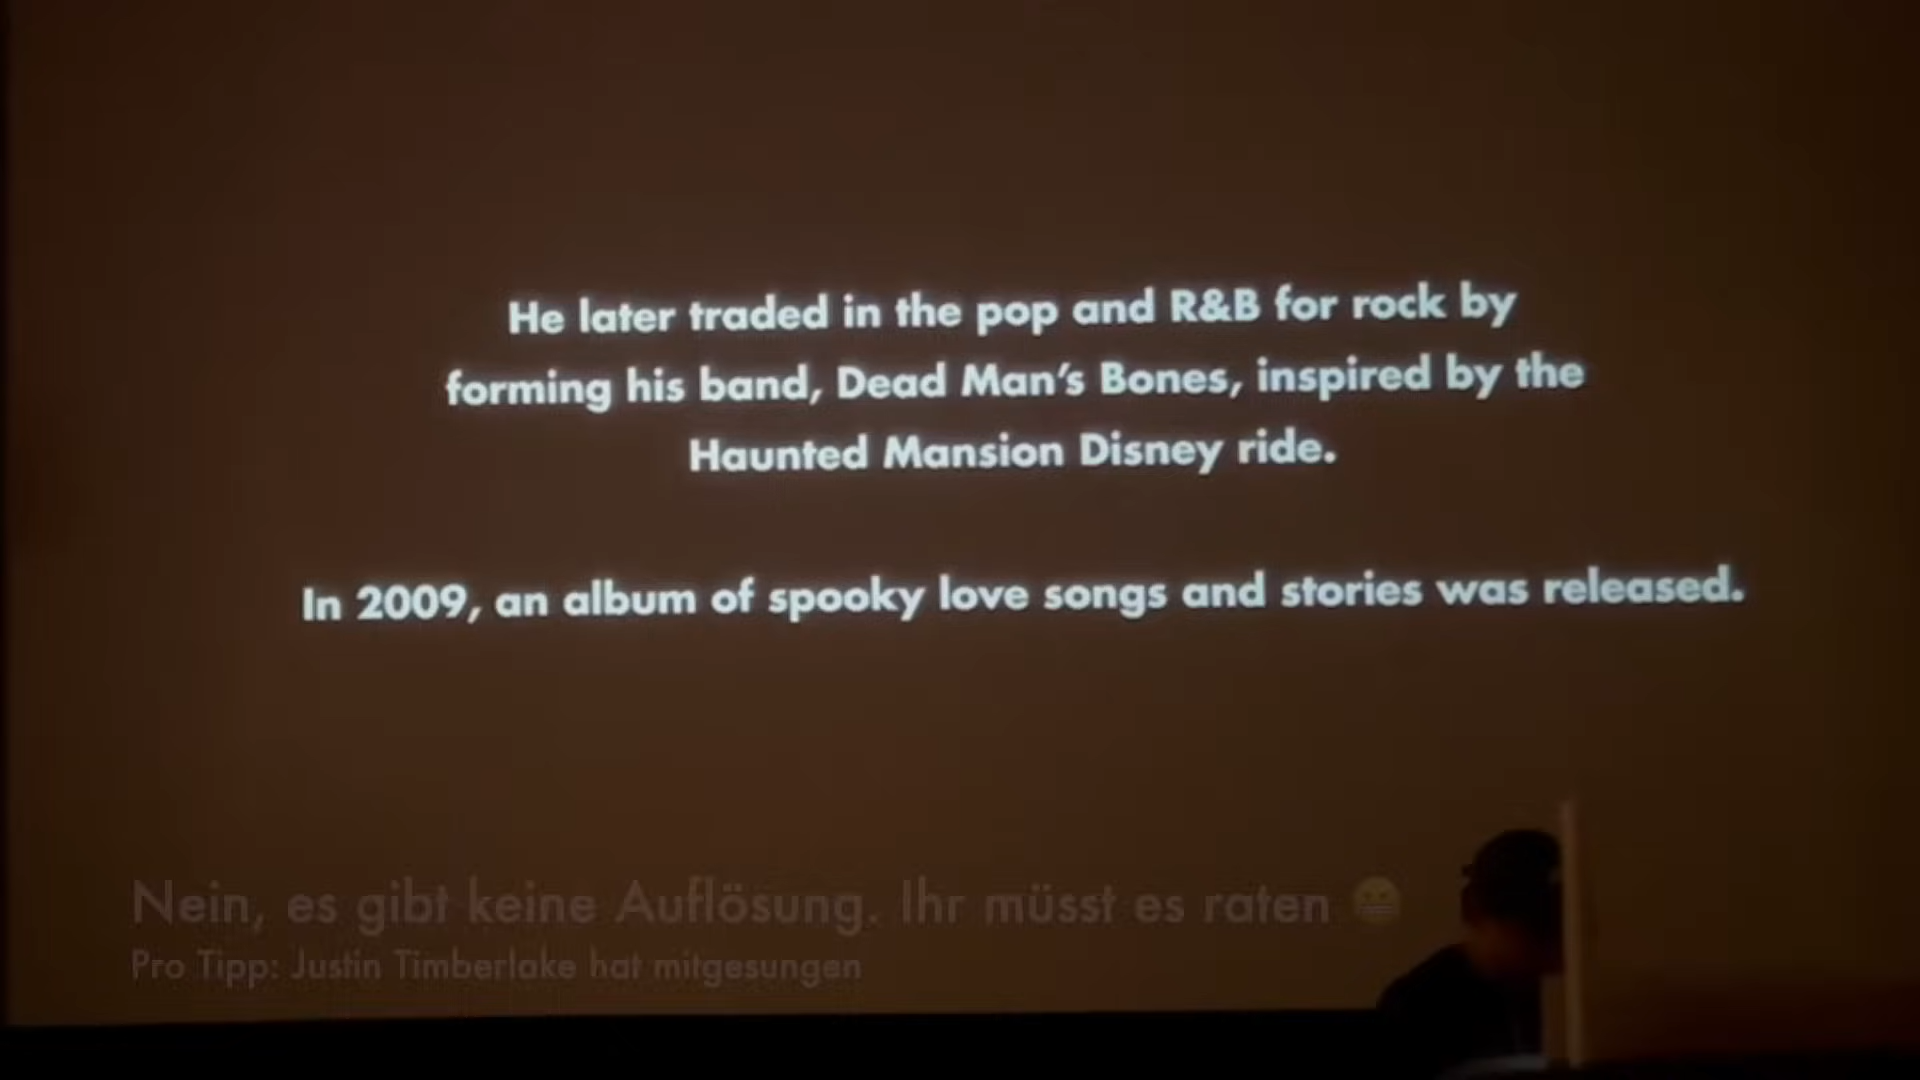 He later traded in the pop and R&B for rock by
forming his band, Dead Man's Bones, inspired by the
Haunted Mansion Disney ride.
In 2009, an album of spooky love songs and stories was released.
Nein, es gibt keine Auflösung. Ihr müsst es raten 😬
Pro Tipp: Justin Timberlake hat mitgesungen